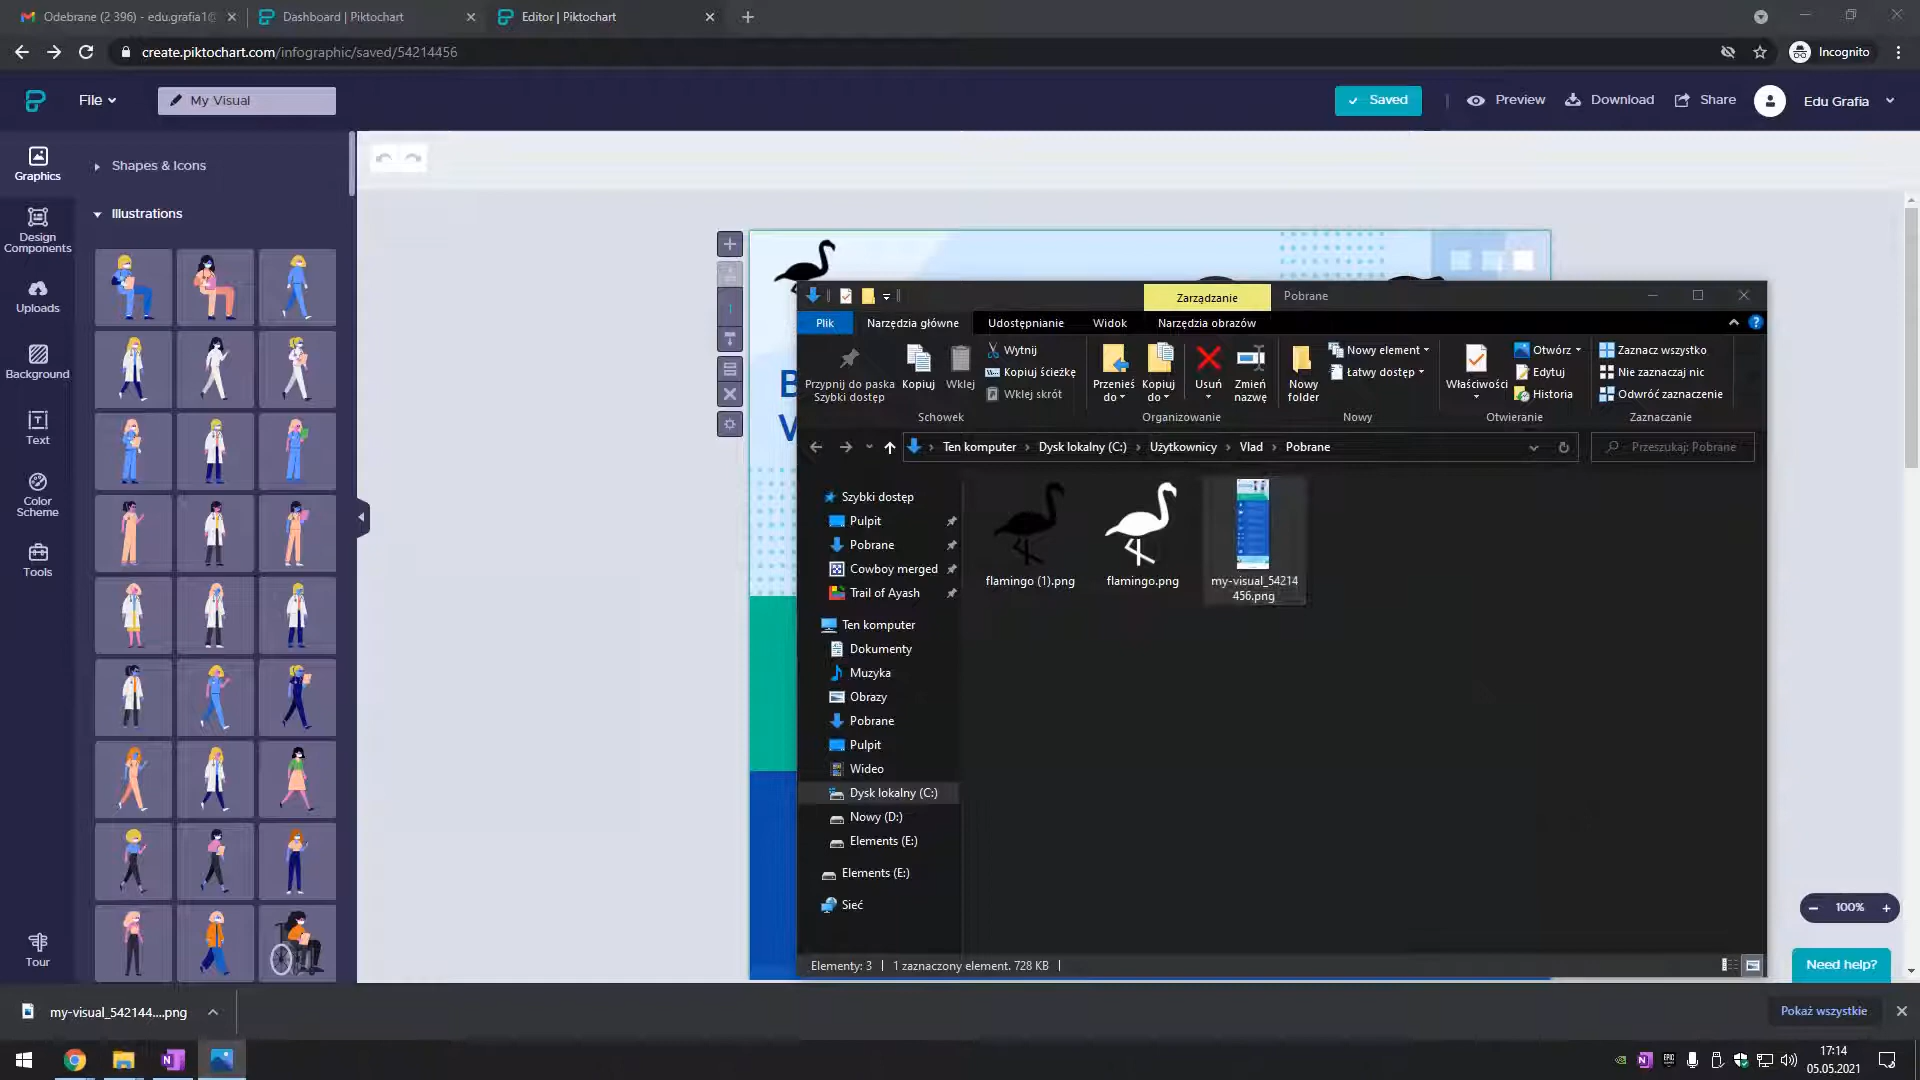 Odebrane (2 396) - edu.grafia1@
Dashboard | Piktochart
Editor | Piktochart
create.piktochart.com/infographic/saved/54214456
Incognito
File
My Visual
Saved
Preview
Download
Share
Edu Grafia
Graphics
Design
Components
Uploads
Background
Text
Color
Scheme
Tools
Tour
Shapes & Icons
Illustrations
1
Zarządzanie
Pobrane
Plik
Narzędzia główne
Udostępnianie
Widok
Narzędzia obrazów
Przypnij do paska
Szybki dostęp
Kopiuj
Wklej
Wytnij
Kopiuj ścieżkę
Wklej skrót
Schowek
Przenieś
do
Kopiuj
do
Usuń
Zmień
nazwę
Organizowanie
Nowy
folder
Nowy element
Łatwy dostęp
Nowy
Właściwości
Otwórz
Edytuj
Historia
Otwieranie
Zaznacz wszystko
Nie zaznaczaj nic
Odwróć zaznaczenie
Zaznaczanie
Ten komputer
Dysk lokalny (C:)
Użytkownicy
Vlad
Pobrane
Przeszukaj: Pobrane
Szybki dostęp
Pulpit
Pobrane
Cowboy merged
Trail of Ayash
Ten komputer
Dokumenty
Muzyka
Obrazy
Pobrane
Pulpit
Wideo
Dysk lokalny (C:)
Nowy (D:)
Elements (E:)
Elements (E:)
Sieć
flamingo (1).png
flamingo.png
my-visual_54214
456.png
Elementy: 3
1 zaznaczony element. 728 KB
100%
Need help?
my-visual_542144....png
Pokaż wszystkie
17:14
05.05.2021